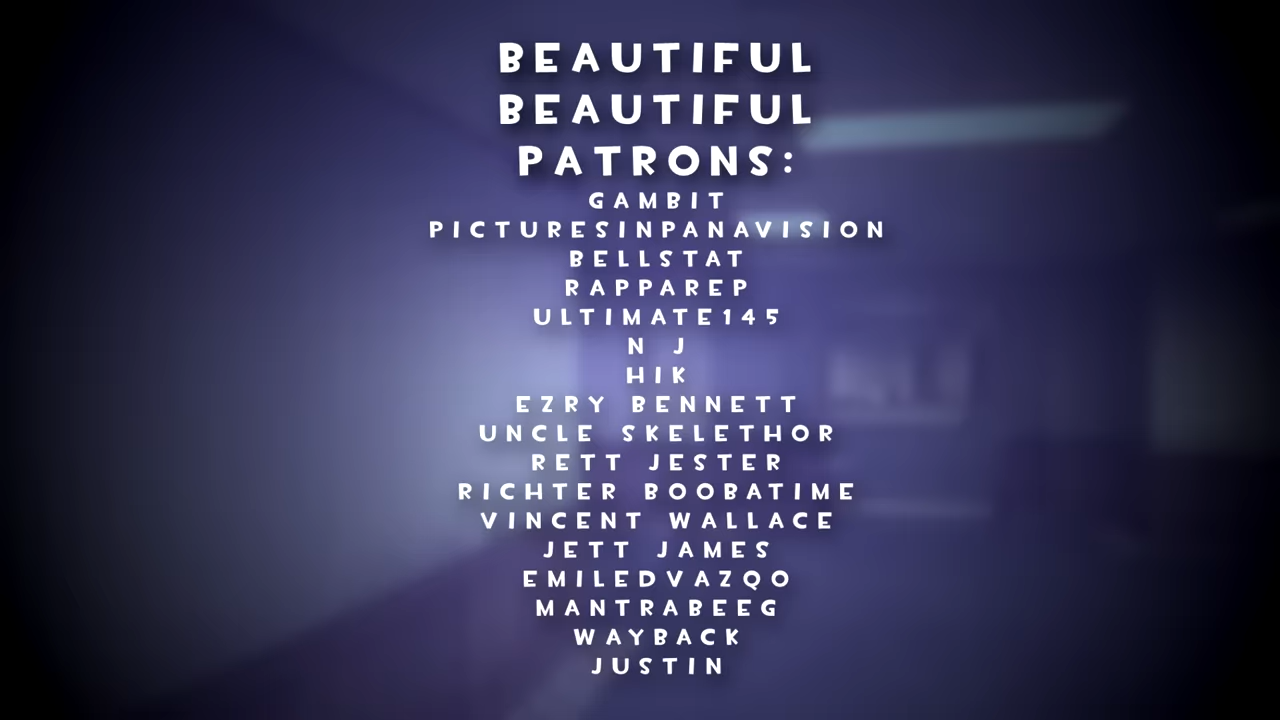 BEAUTIFUL
BEAUTIFUL
PATRONS:
GAMBIT
PICTURESINPANAVISION
BELLSTAT
RAPPAREP
ULTIMATE145
N J
HIK
EZRY BENNETT
UNCLE SKELETHOR
RETT JESTER
RICHTER BOOBATIME
VINCENT WALLACE
JETT JAMES
EMILEDVAZQO
MANTRABEEG
WAYBACK
JUSTIN